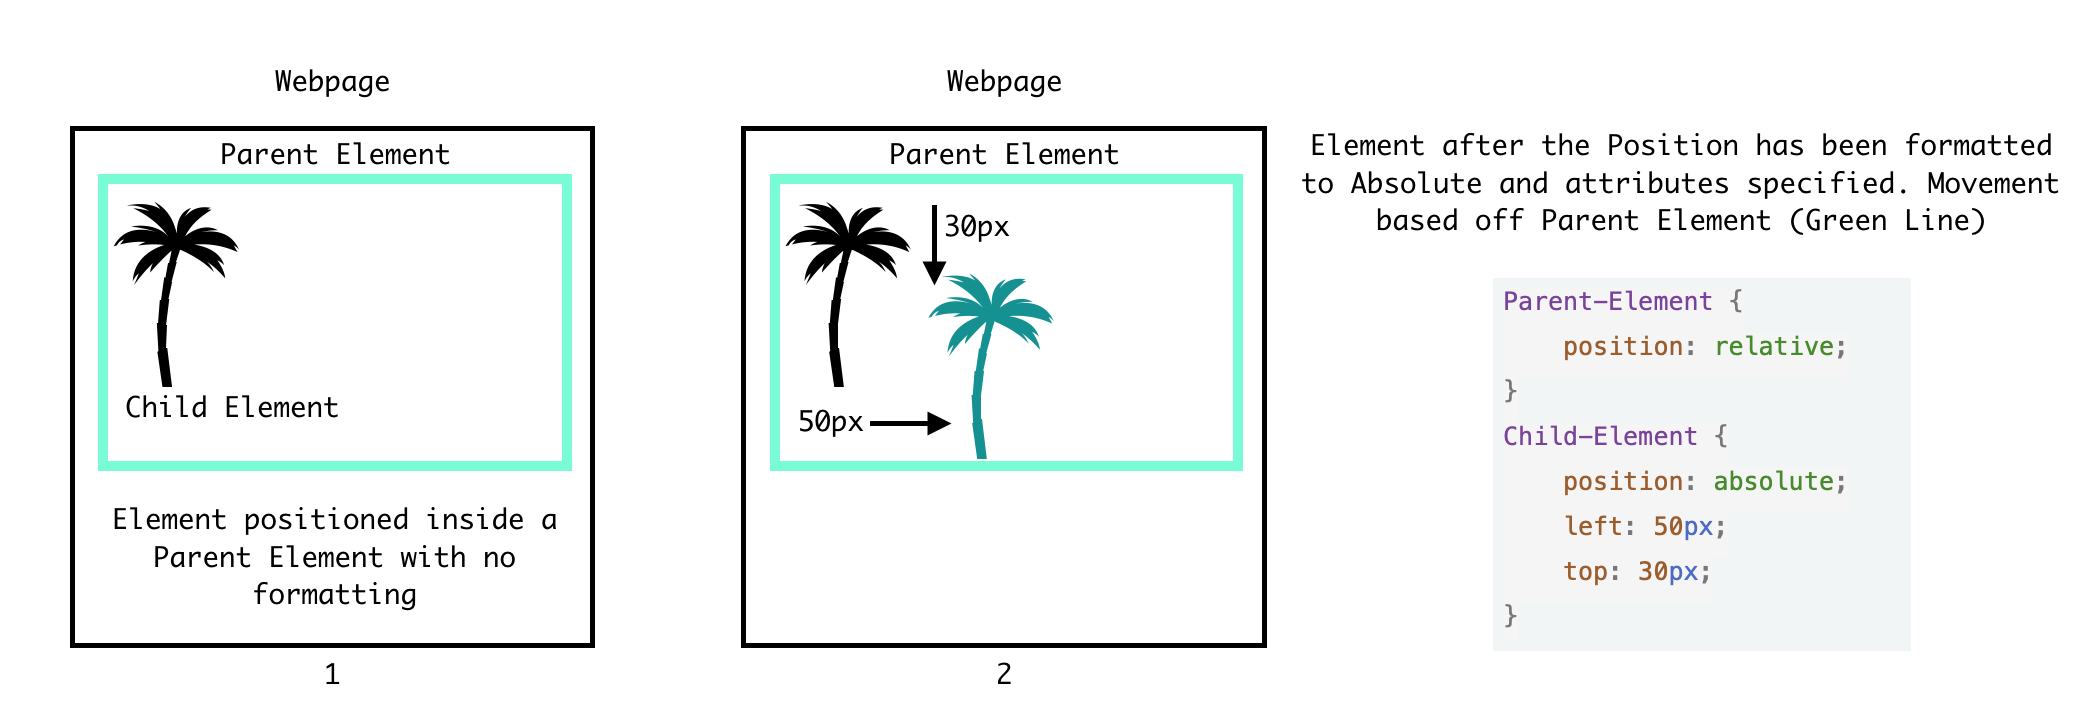 Webpage
Parent Element
Child Element
Element positioned inside a
Parent Element with no
formatting
1
Webpage
Parent Element
30px
50px
2
Element after the Position has been formatted
to Absolute and attributes specified. Movement
based off Parent Element (Green Line)
Parent-Element {
    position: relative;
}
Child-Element {
    position: absolute;
    left: 50px;
    top: 30px;
}